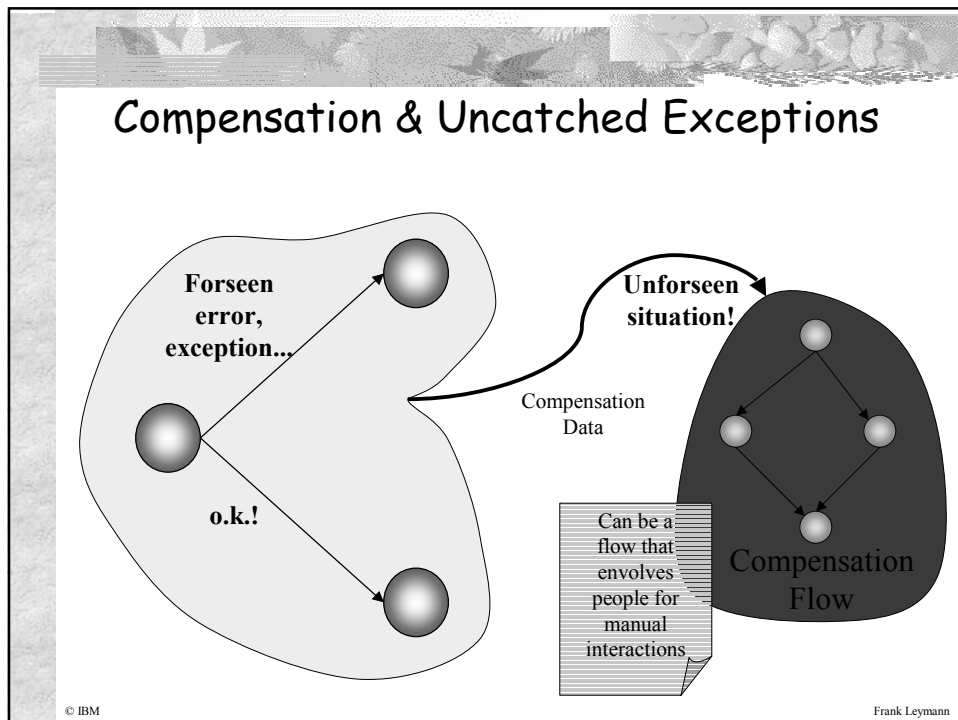 Compensation & Uncatched Exceptions
Forseen
error,
exception...
o.k.!
Unforseen
situation!
Compensation
Data
Can be a
flow that
envolves
people for
manual
interactions
Compensation
Flow
© IBM
Frank Leymann